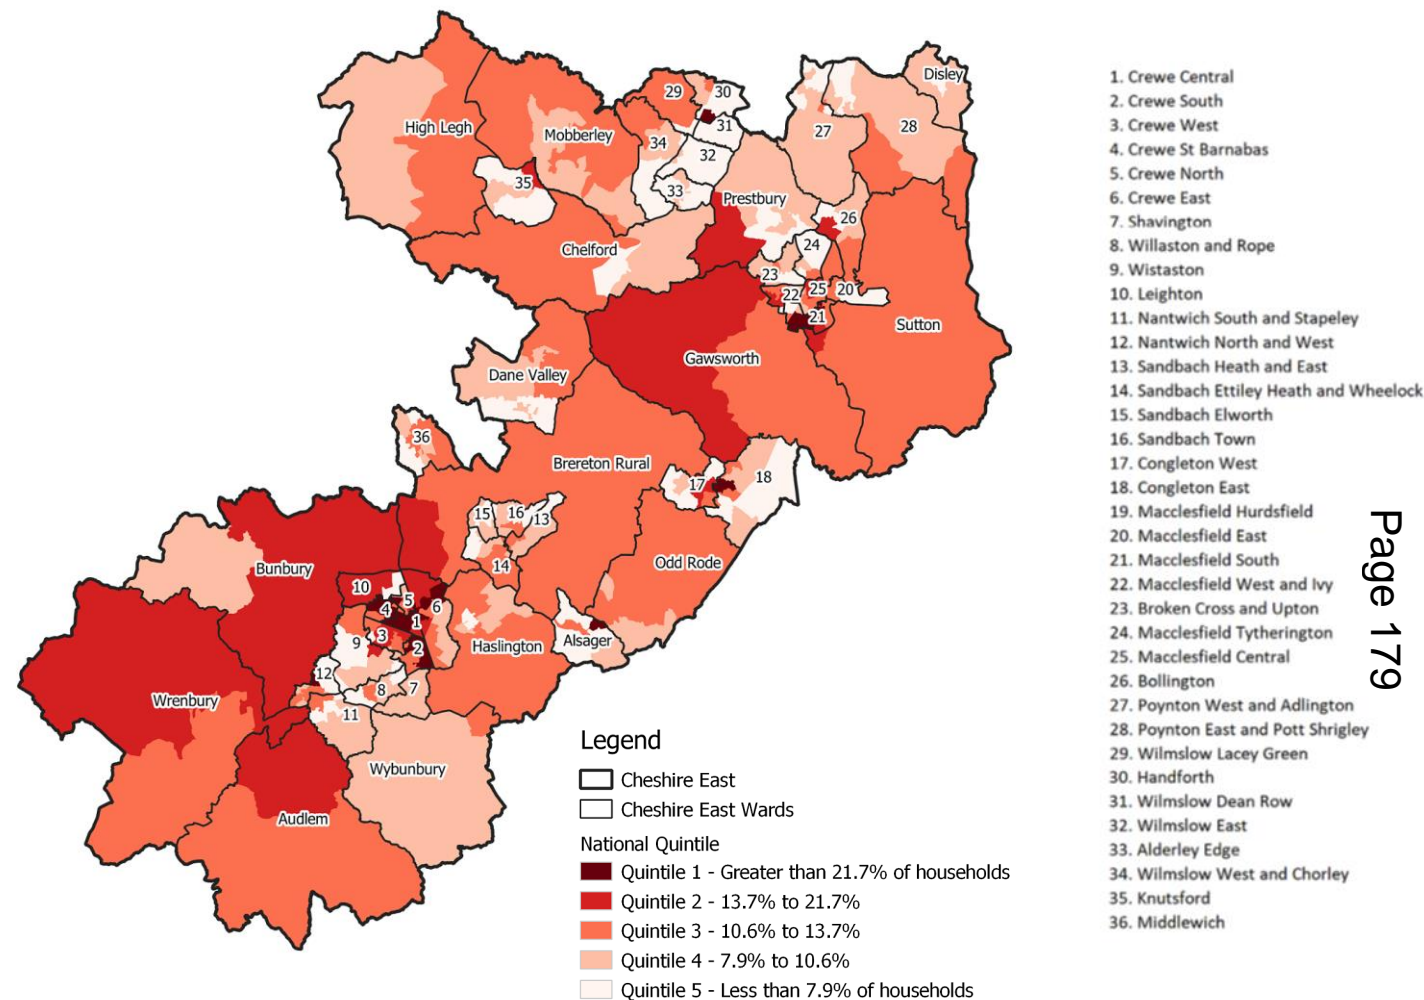 Disley
29
30
31
27
28
High Legh
Mobberley
34
32
35
33
Prestbury
26
Chelford
24
23
22
25
20
21
Sutton
Gawsworth
Dane Valley
36
Brereton Rural
17
18
15
16
13
14
Odd Rode
Bunbury
10
5
4
6
1
3
2
9
Haslington
Alsager
12
8
7
Wrenbury
11
Wybunbury
Audlem
Legend
Cheshire East
Cheshire East Wards
National Quintile
Quintile 1 - Greater than 21.7% of households
Quintile 2 - 13.7% to 21.7%
Quintile 3 - 10.6% to 13.7%
Quintile 4 - 7.9% to 10.6%
Quintile 5 - Less than 7.9% of households
1. Crewe Central
2. Crewe South
3. Crewe West
4. Crewe St Barnabas
5. Crewe North
6. Crewe East
7. Shavington
8. Willaston and Rope
9. Wistaston
10. Leighton
11. Nantwich South and Stapeley
12. Nantwich North and West
13. Sandbach Heath and East
14. Sandbach Ettiley Heath and Wheelock
15. Sandbach Elworth
16. Sandbach Town
17. Congleton West
18. Congleton East
19. Macclesfield Hurdsfield
20. Macclesfield East
21. Macclesfield South
22. Macclesfield West and Ivy
23. Broken Cross and Upton
24. Macclesfield Tytherington
25. Macclesfield Central
26. Bollington
27. Poynton West and Adlington
28. Poynton East and Pott Shrigley
29. Wilmslow Lacey Green
30. Handforth
31. Wilmslow Dean Row
32. Wilmslow East
33. Alderley Edge
34. Wilmslow West and Chorley
35. Knutsford
36. Middlewich
Page 179